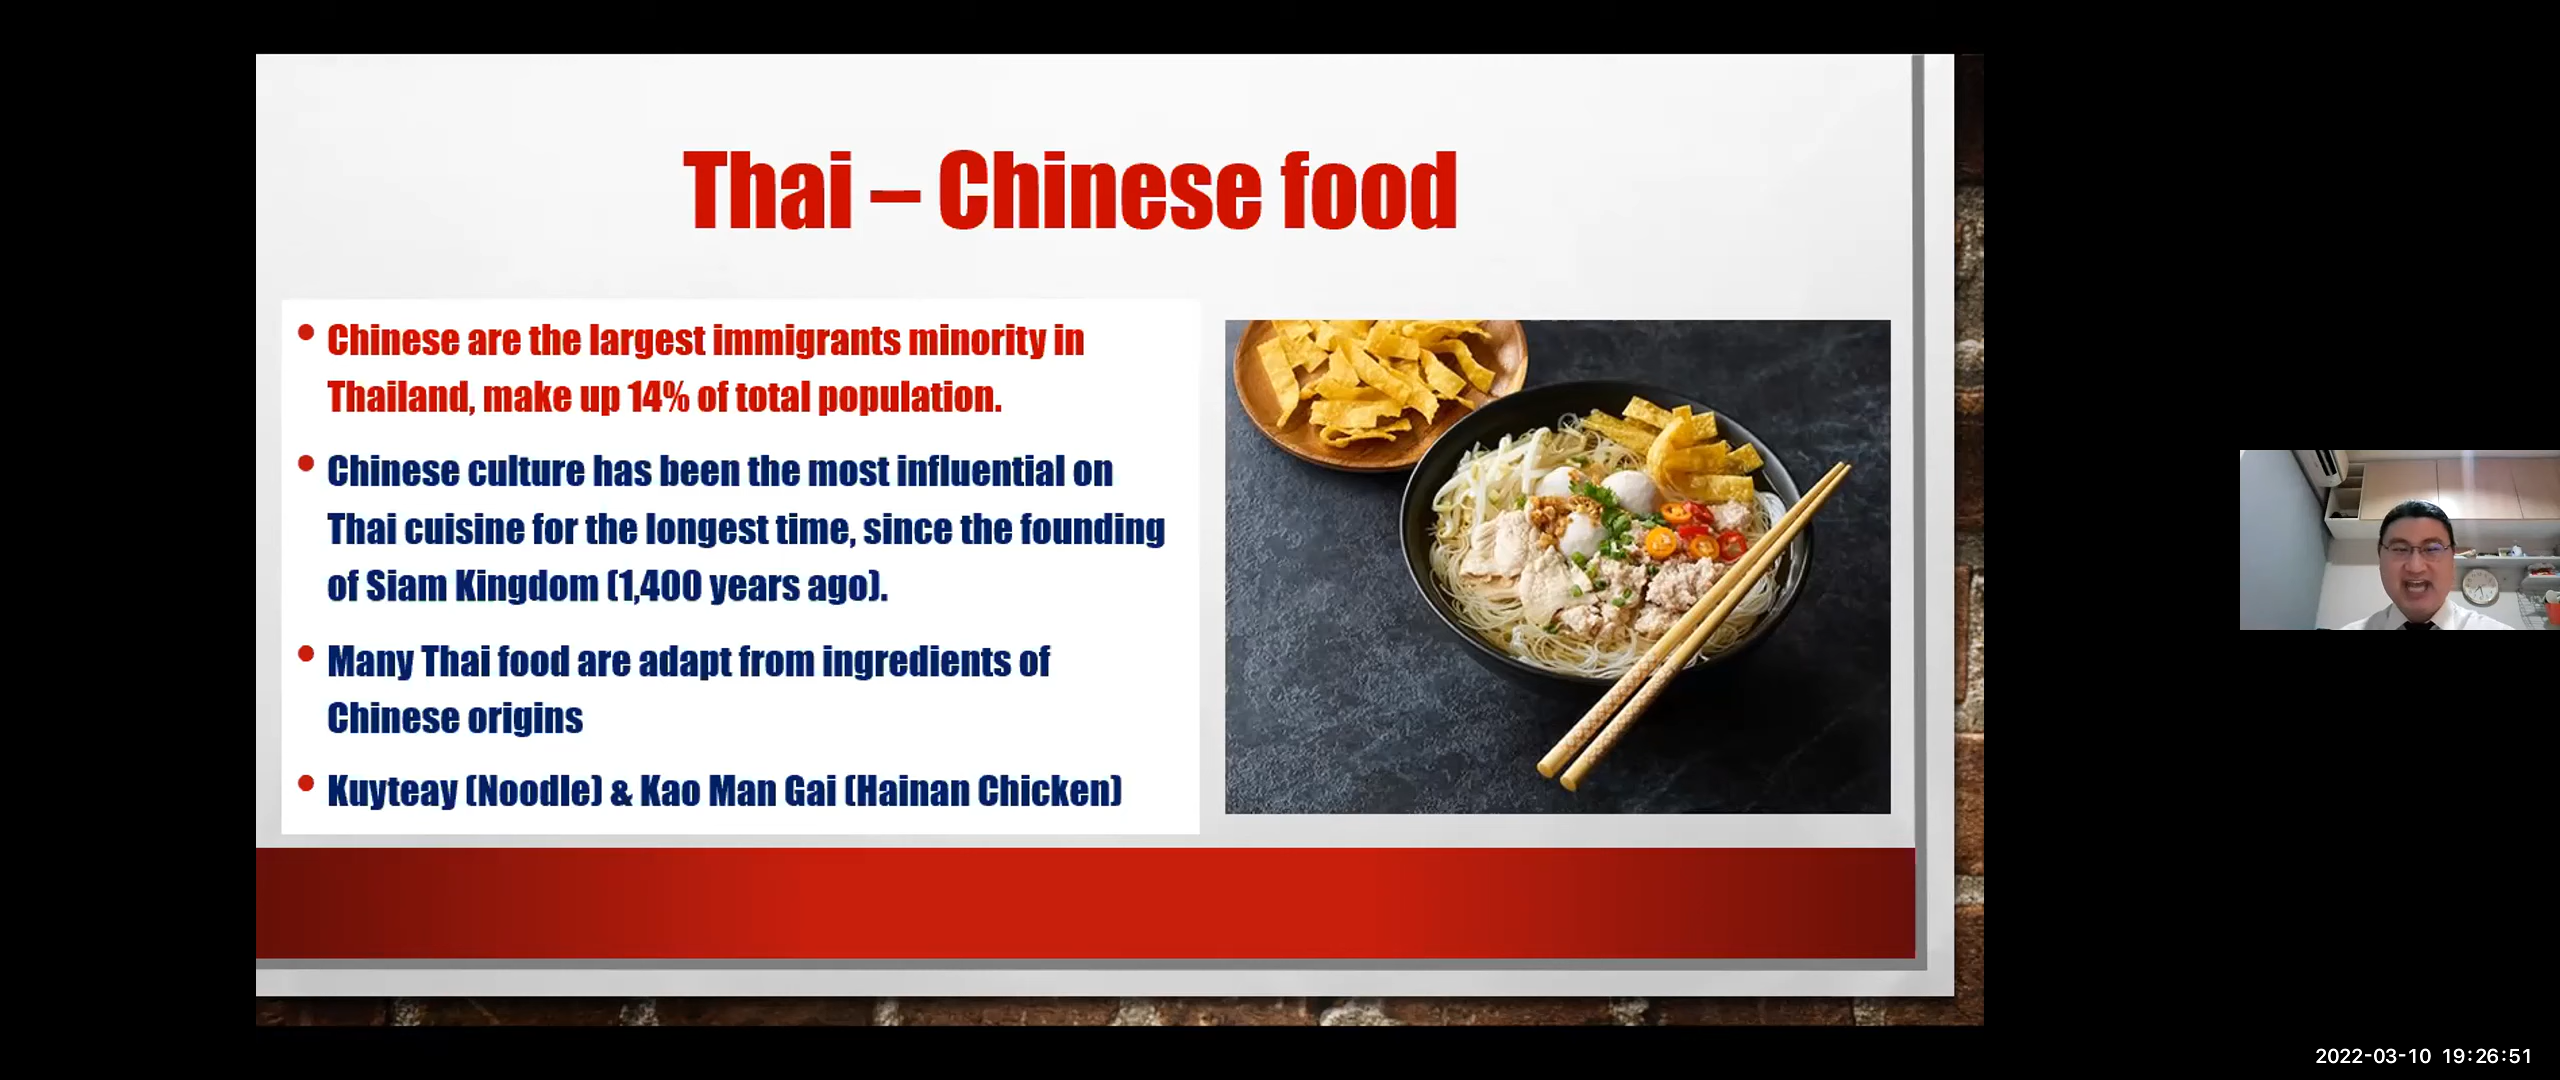 Thai – Chinese food
• Chinese are the largest immigrants minority in
Thailand, make up 14% of total population.
• Chinese culture has been the most influential on
Thai cuisine for the longest time, since the founding
of Siam Kingdom (1,400 years ago).
• Many Thai food are adapt from ingredients of
Chinese origins
• Kuyteay (Noodle) & Kao Man Gai (Hainan Chicken)
2022-03-10 19:26:51